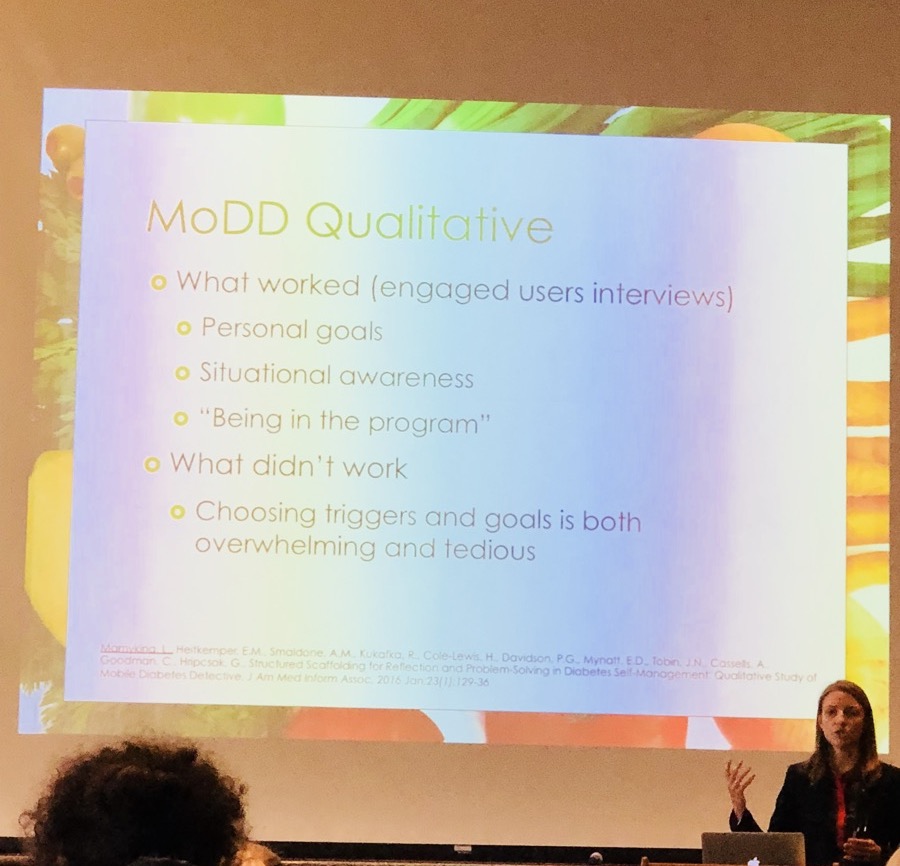 MoDD Qualitative
What worked (engaged users interviews)
Personal goals
Situational awareness
“Being in the program”
What didn’t work
Choosing triggers and goals is both
overwhelming and tedious
Mamykina, L., Heitkemper, E.M., Smaldone, A.M., Kukafka, R., Cole-Lewis, H., Davidson, P.G., Mynatt, E.D., Tobin, J.N., Cassells, A.
Goodman, C., Hripcsak, G., Structured Scaffolding for Reflection and Problem-Solving in Diabetes Self-Management: Qualitative Study of
Mobile Diabetes Detective. J Am Med Inform Assoc. 2016 Jan;23(1):129-36